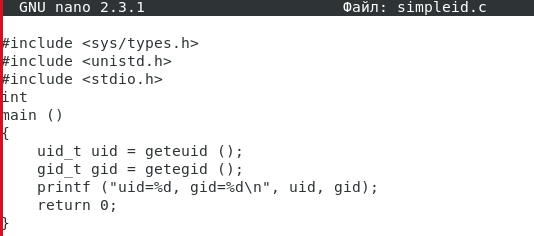 GNU nano 2.3.1 Файл: simpleid.c
#include <sys/types.h>
#include <unistd.h>
#include <stdio.h>
int
main ()
{
    uid_t uid = geteuid ();
    gid_t gid = getegid ();
    printf ("uid=%d, gid=%d\n", uid, gid);
    return 0;
}